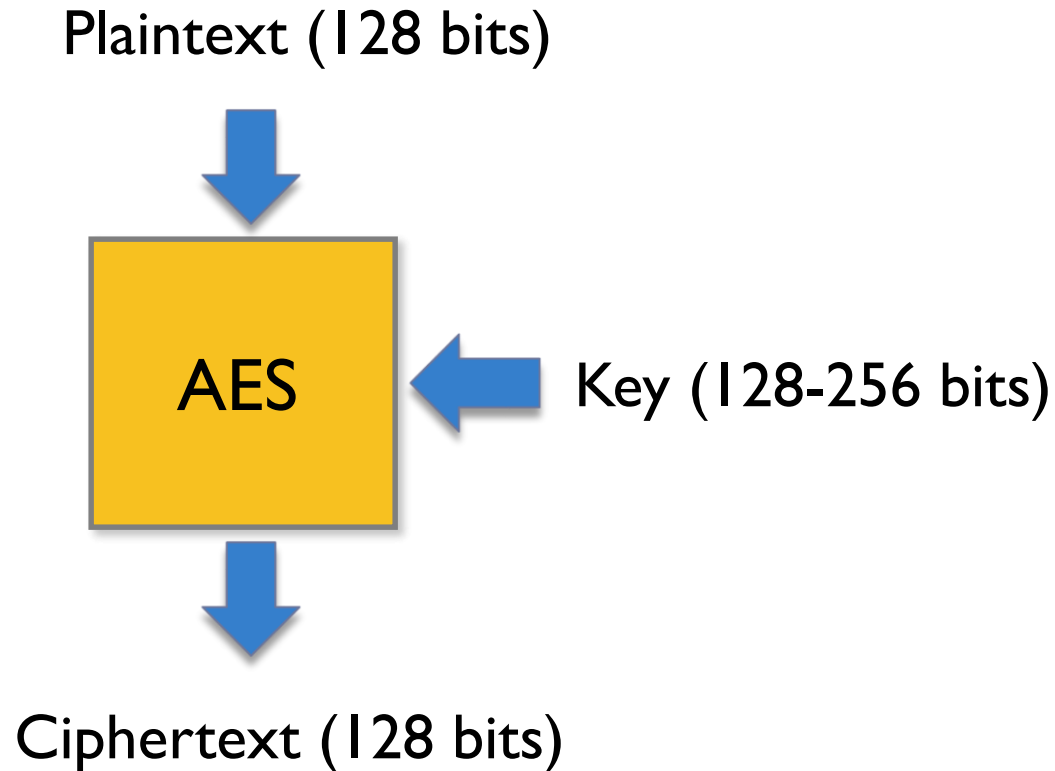 Plaintext (128 bits)
AES
Key (128-256 bits)
Ciphertext (128 bits)